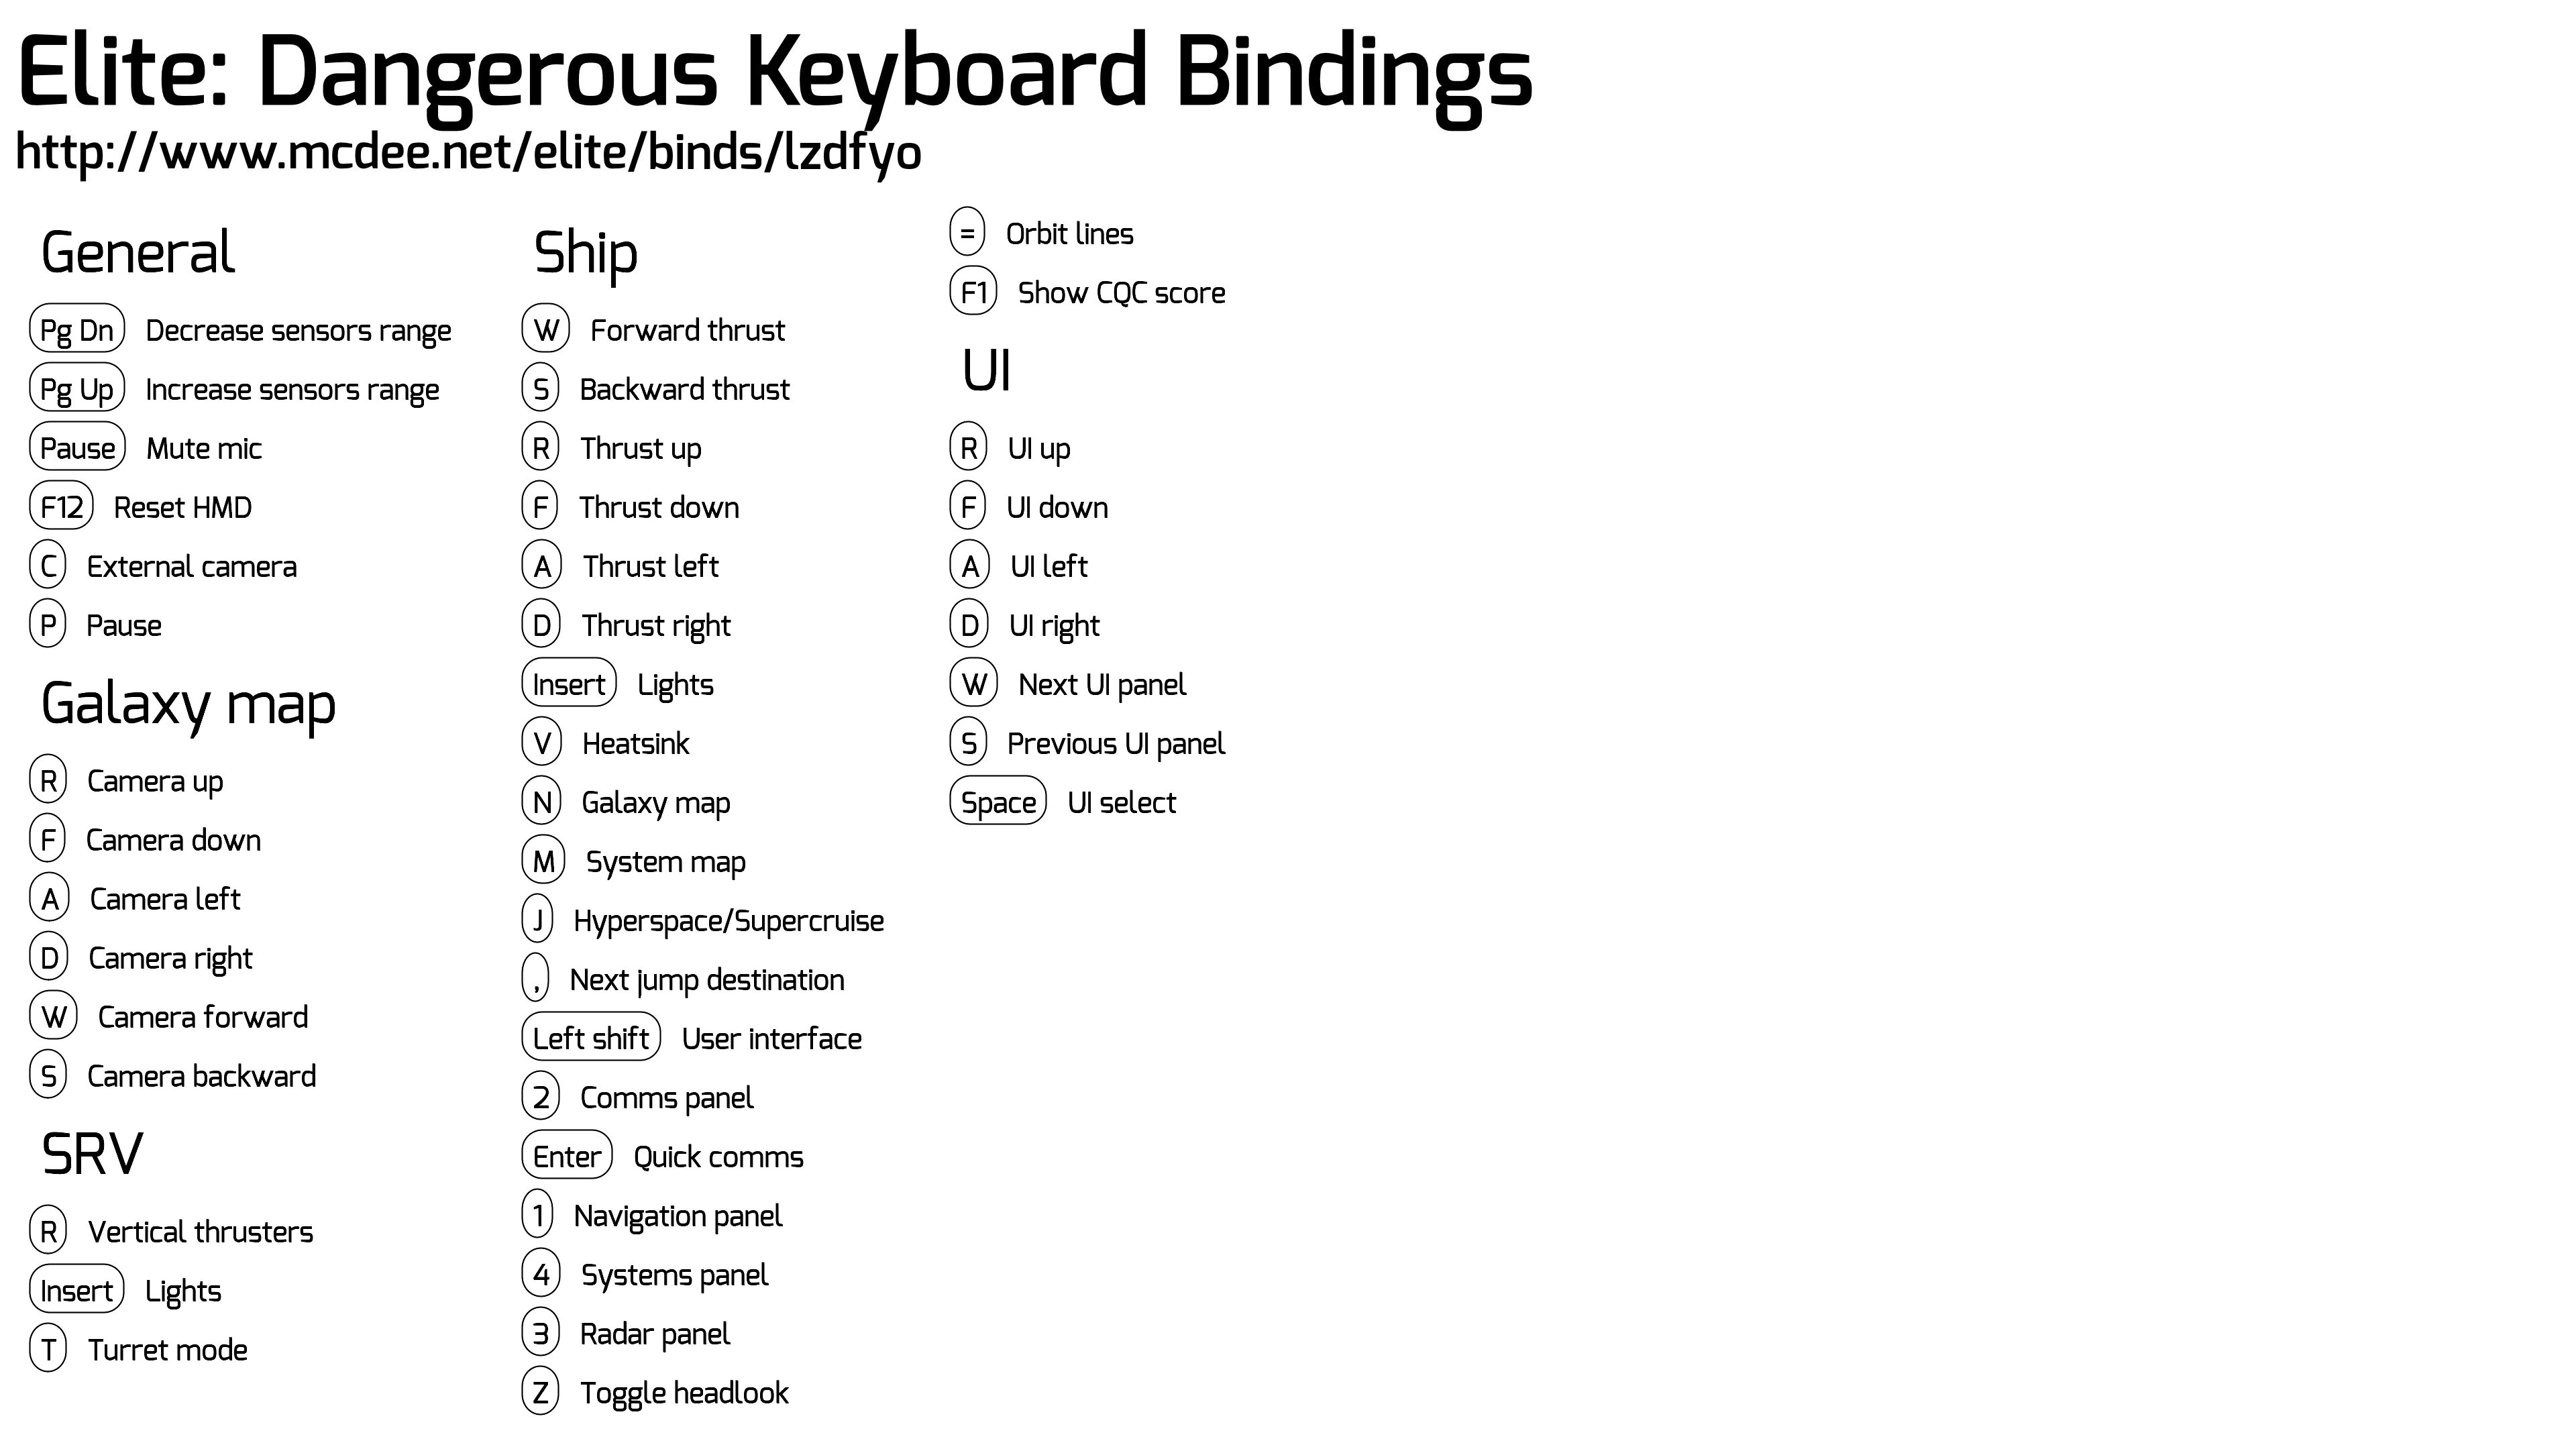 Elite: Dangerous Keyboard Bindings
http://www.mcdee.net/elite/binds/lzdfyo
General
Pg Dn Decrease sensors range
Pg Up Increase sensors range
Pause Mute mic
F12 Reset HMD
C External camera
P Pause
Galaxy map
R Camera up
F Camera down
A Camera left
D Camera right
W Camera forward
S Camera backward
SRV
R Vertical thrusters
Insert Lights
T Turret mode
Ship
W Forward thrust
S Backward thrust
R Thrust up
F Thrust down
A Thrust left
D Thrust right
Insert Lights
V Heatsink
N Galaxy map
M System map
J Hyperspace/Supercruise
, Next jump destination
Left shift User interface
2 Comms panel
Enter Quick comms
1 Navigation panel
4 Systems panel
3 Radar panel
Z Toggle headlook
= Orbit lines
F1 Show CQC score
UI
R UI up
F UI down
A UI left
D UI right
W Next UI panel
S Previous UI panel
Space UI select